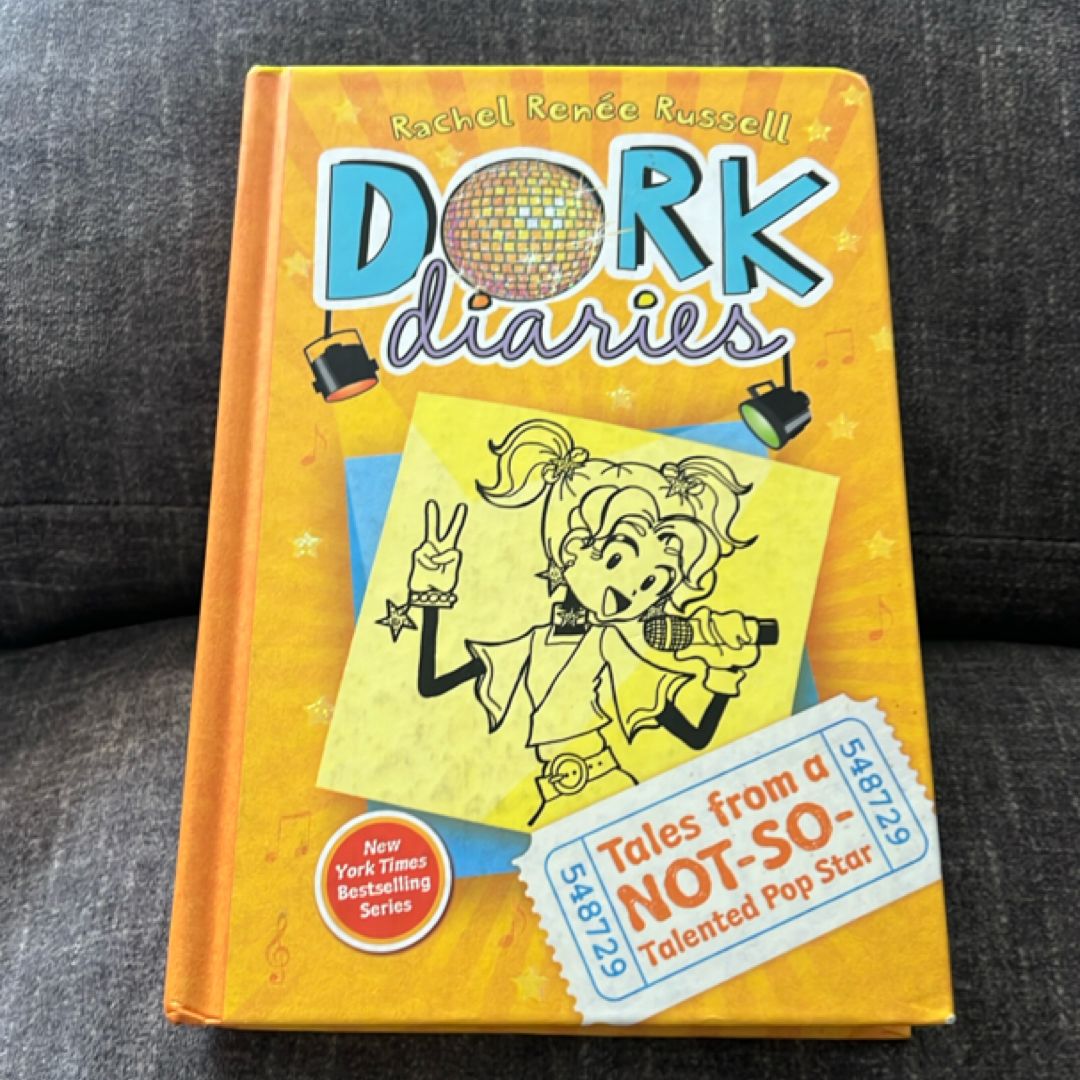 Rachel Renée Russell
DORK
diaries
New
York Times
Bestselling
Series
548729
Tales from a
NOT-SO-
Talented Pop Star
548729